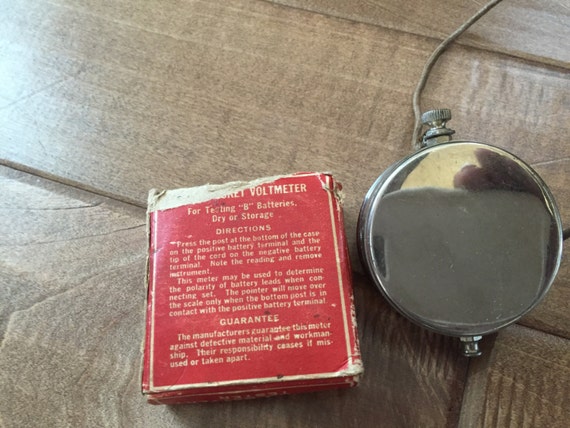 KET VOLTMETER
For Testing "B" Batteries,
Dry or Storage
DIRECTIONS
Press the post at the bottom of the case
on the positive battery terminal and the
tip of the cord on the negative battery
terminal. Note the reading and remove
instrument.
This meter may be used to determine
the polarity of battery leads when con-
necting set. The pointer will move over
the scale only when the bottom post is in
contact with the positive battery terminal.
GUARANTEE
The manufacturers guarantee this meter
against defective material and workman-
ship. Their responsibility ceases if mis-
used or taken apart.